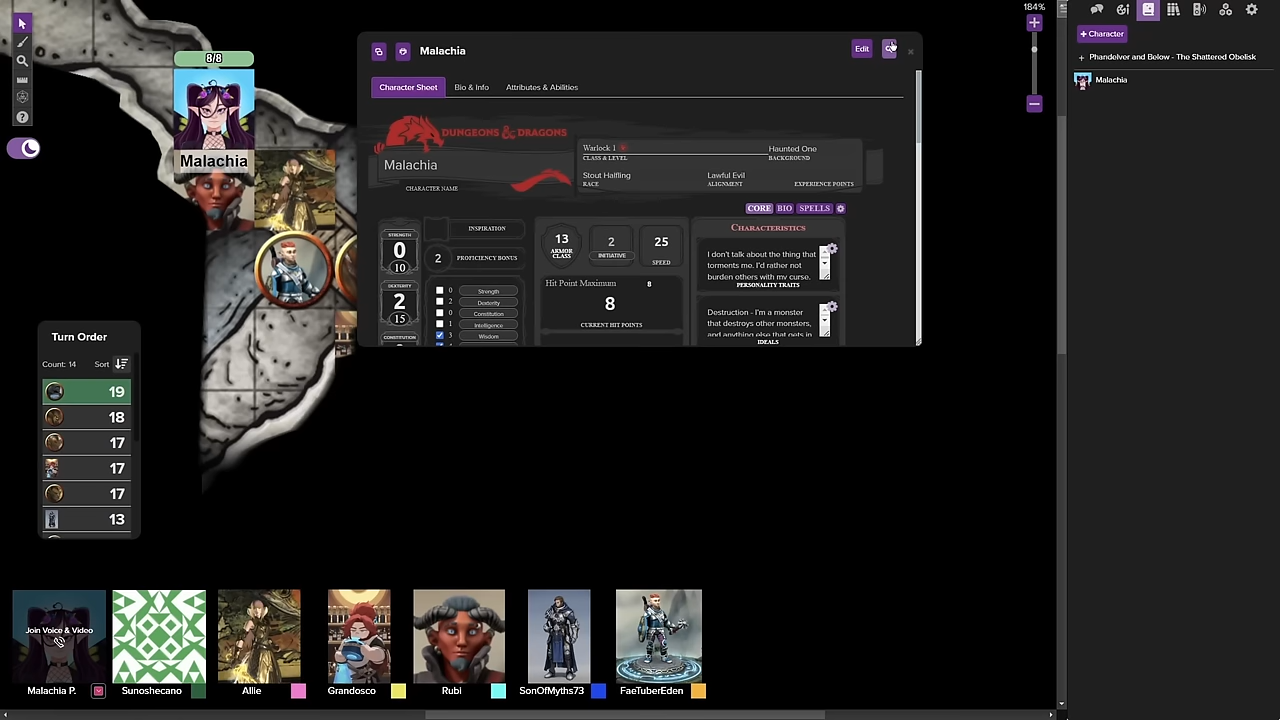 184%
8/8
Malachia
Malachia
Edit
Character Sheet
Bio & Info
Attributes & Abilities
DUNGEONS & DRAGONS
Malachia
CHARACTER NAME
Warlock 1
CLASS & LEVEL
Haunted One
BACKGROUND
Stout Halfling
RACE
Lawful Evil
ALIGNMENT
EXPERIENCE POINTS
CORE
BIO
SPELLS
STRENGTH
0
10
DEXTERITY
2
15
CONSTITUTION
INSPIRATION
2
PROFICIENCY BONUS
0 Strength
2 Dexterity
0 Constitution
1 Intelligence
3 Wisdom
13
ARMOR
CLASS
2
INITIATIVE
25
SPEED
Hit Point Maximum 8
8
CURRENT HIT POINTS
CHARACTERISTICS
I don't talk about the thing that
torments me. I'd rather not
burden others with my curse.
PERSONALITY TRAITS
Destruction - I'm a monster
that destroys other monsters,
and anything else that gets in
IDEALS
+ Character
+ Phandelver and Below - The Shattered Obelisk
Malachia
Turn Order
Count: 14
Sort
19
18
17
17
17
13
Join Voice & Video
Malachia P.
Sunoshecano
Allie
Grandosco
Rubi
SonOfMyths73
FaeTuberEden